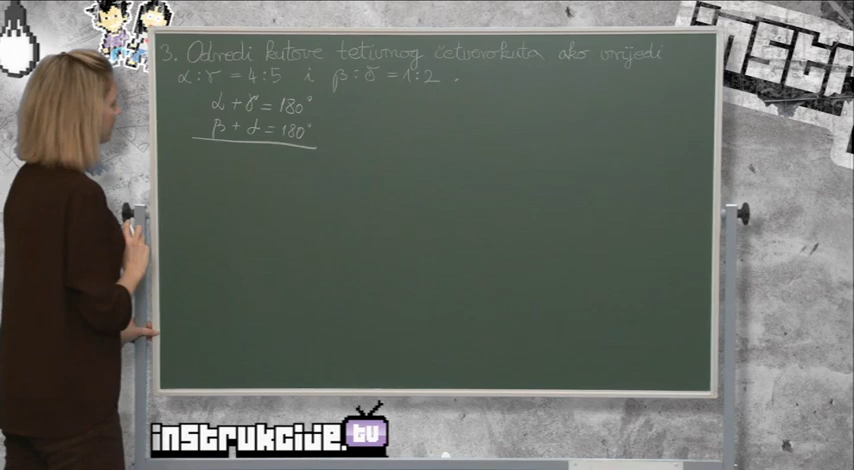 3. Odredi kutove tetivnog četverokuta ako vrijedi
α : γ = 4 : 5 i β : δ = 1 : 2 .
α + γ = 180°
β + δ = 180°
instrukcije.tv